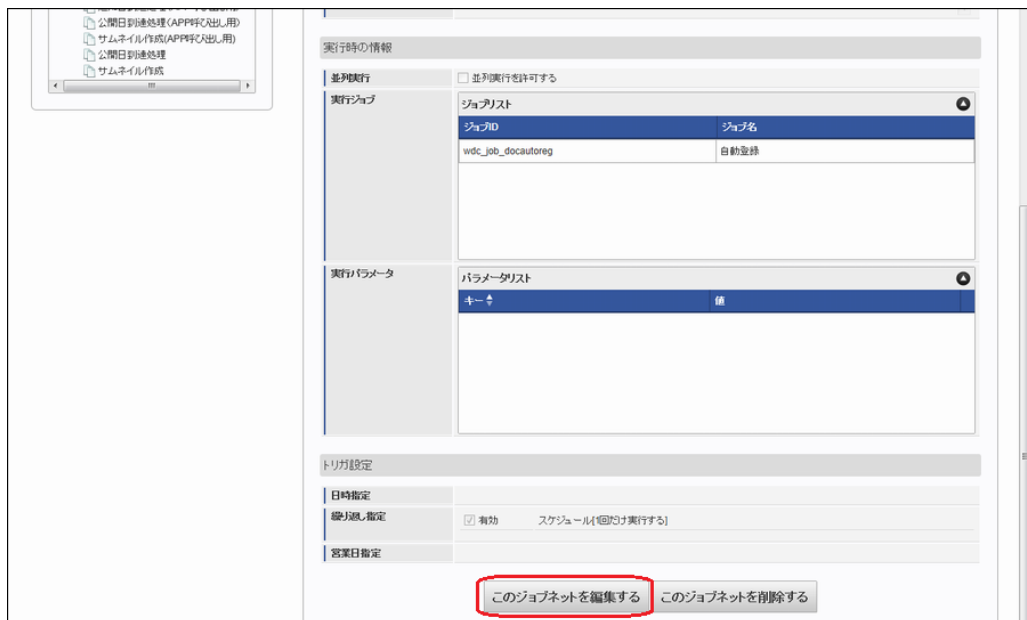 公開日到達処理(APP呼び出し用)
サムネイル作成(APP呼び出し用)
公開日到達処理
サムネイル作成
実行時の情報
並列実行
並列実行を許可する
実行ジョブ
ジョブリスト
ジョブID ジョブ名
wdc_job_docautoreg 自動登録
実行パラメータ
パラメータリスト
キー 値
トリガ設定
日時指定
繰り返し指定
有効 スケジュール[1回だけ実行する]
営業日指定
このジョブネットを編集する このジョブネットを削除する